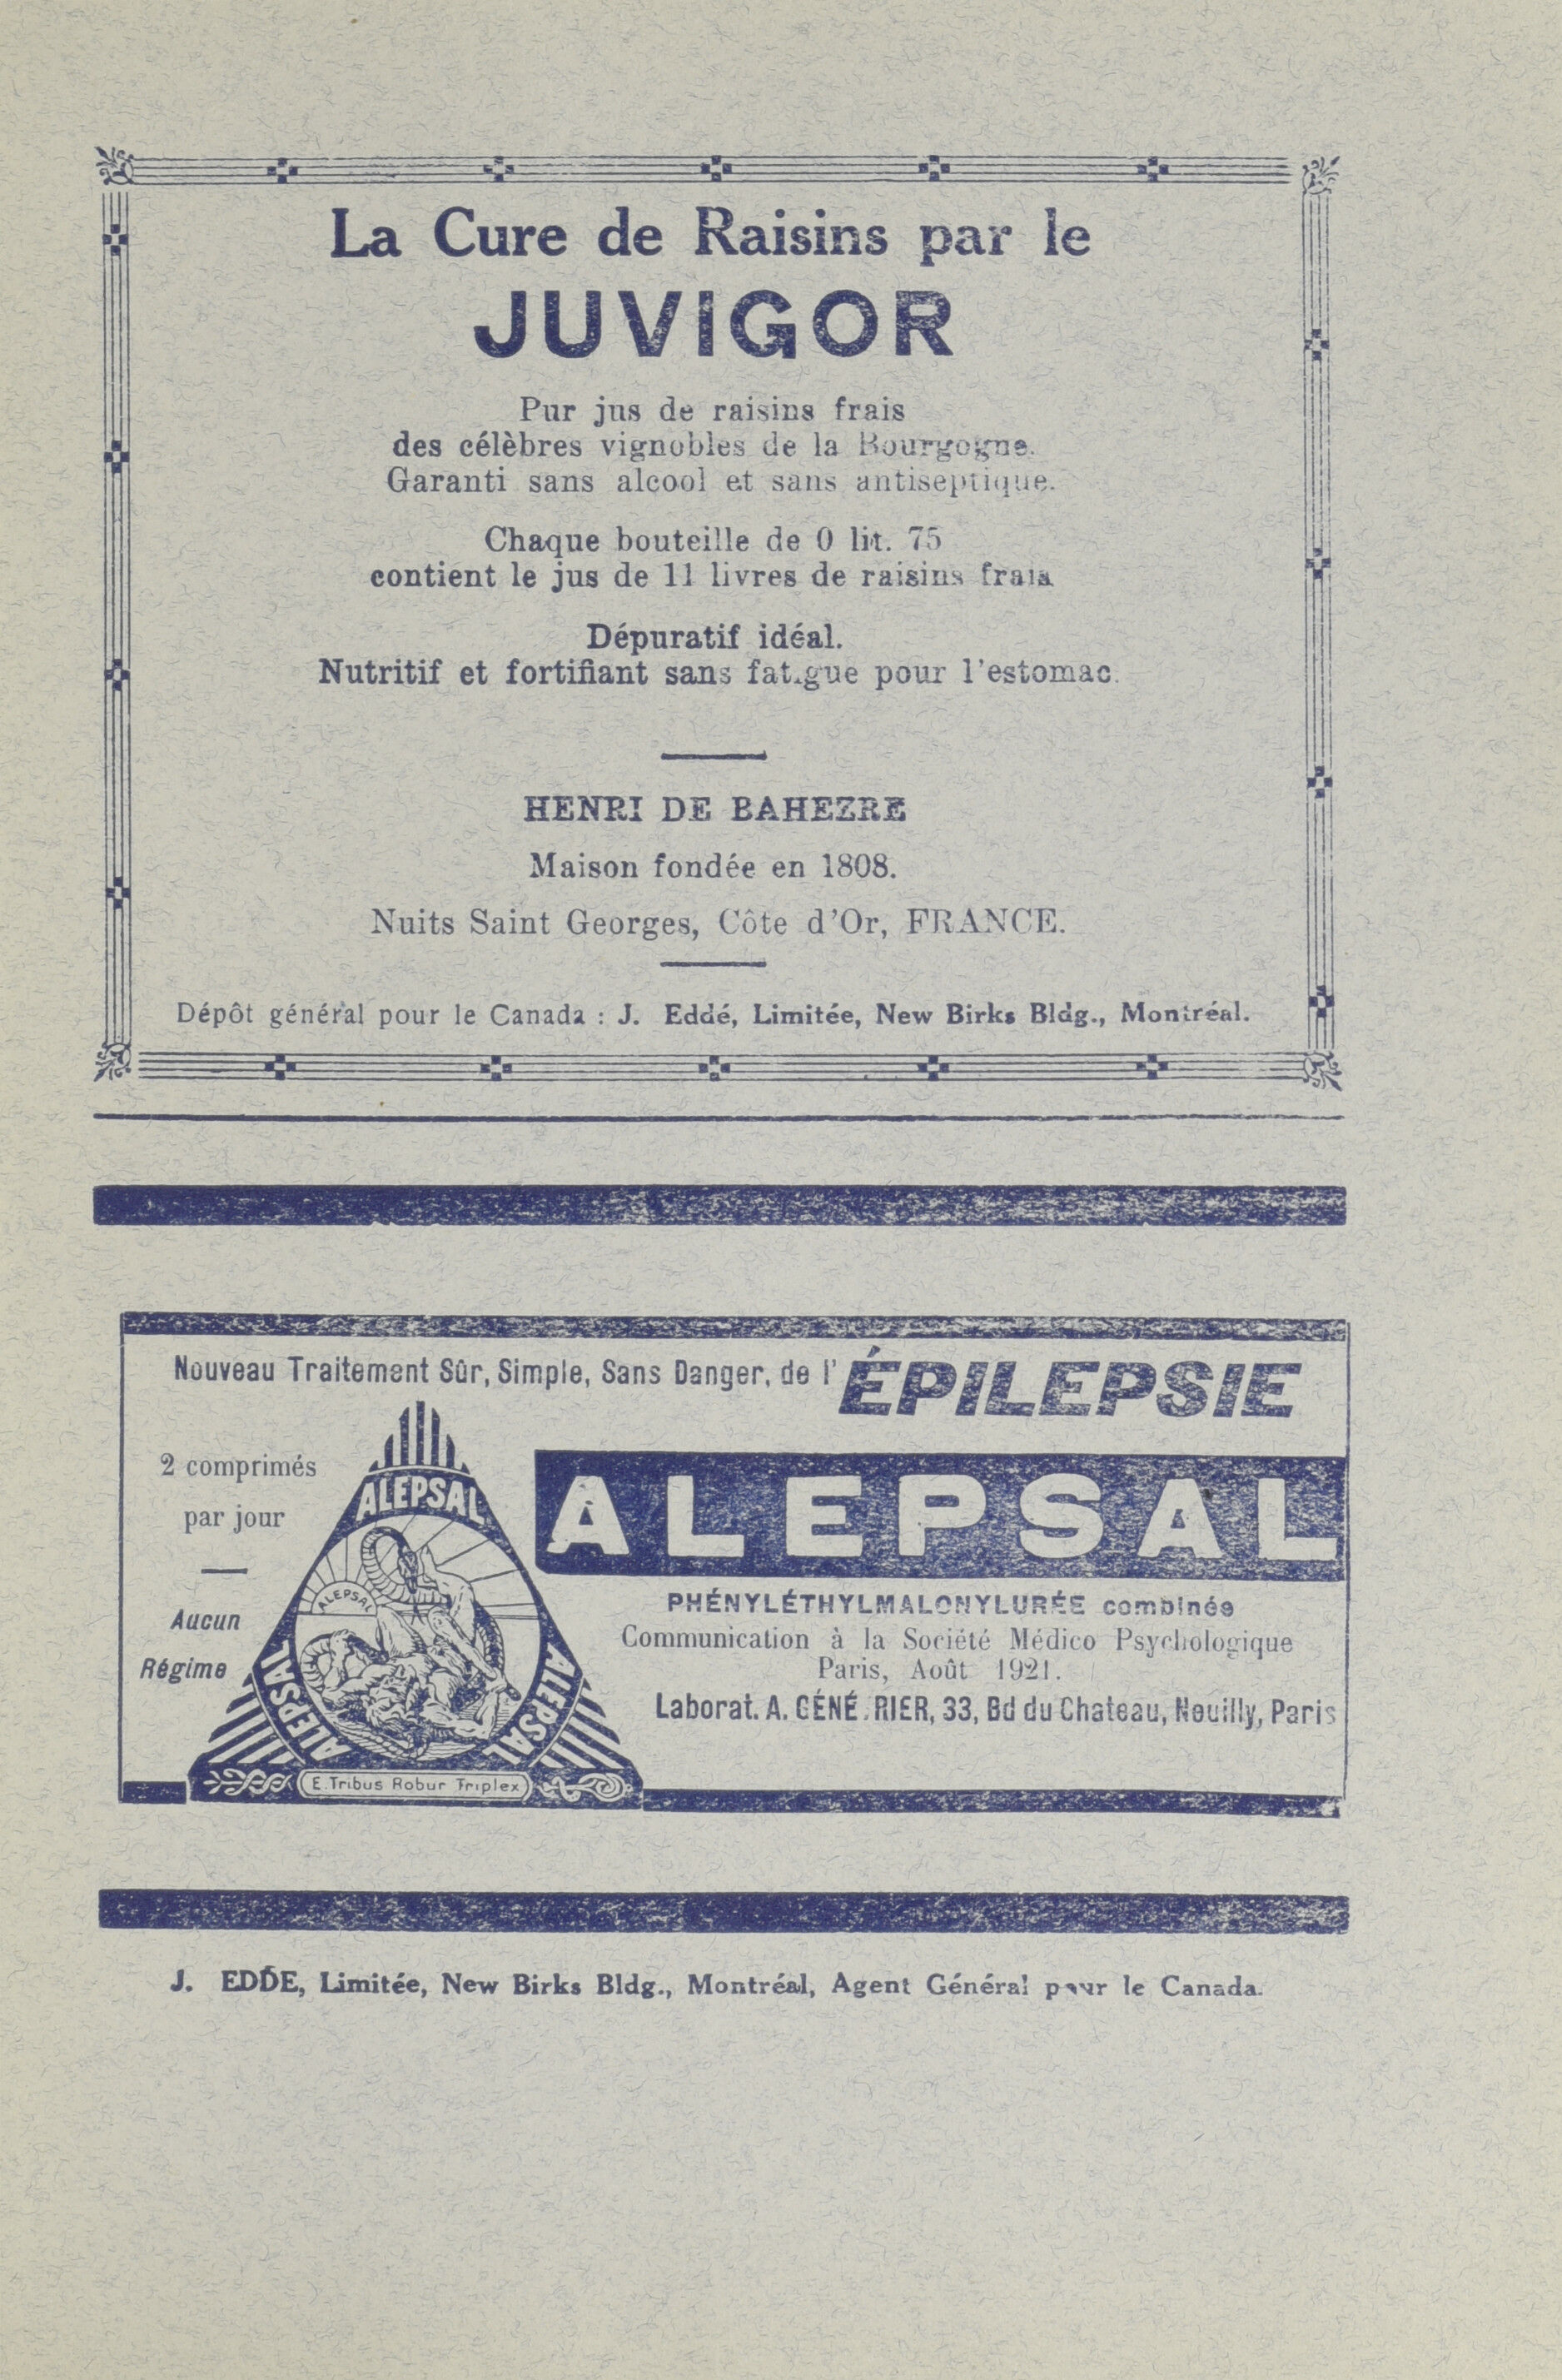 La Cure de Raisins par le
JUVIGOR
Pur jus de raisins frais
des célèbres vignobles de la Bourgogne.
Garanti sans alcool et sans antiseptique.
Chaque bouteille de 0 lit. 75
contient le jus de 11 livres de raisins frais
Dépuratif idéal.
Nutritif et fortifiant sans fatigue pour l'estomac.
HENRI DE BAHEZRE
Maison fondée en 1808.
Nuits Saint Georges, Côte d'Or, FRANCE.
Dépôt général pour le Canada : J. Eddé, Limitée, New Birks Bldg., Montréal.
Nouveau Traitement Sûr, Simple, Sans Danger, de l' ÉPILEPSIE
2 comprimés
par jour
Aucun
Régime
ALEPSAL
ALEPSAL
ALEPSAL
ALEPSAL
E. Tribus Robur Triplex
ALEPSAL
PHÉNYLÉTHYLMALONYLURÉE combinée
Communication à la Société Médico Psychologique
Paris, Août 1921.
Laborat. A. GÉNÉVRIER, 33, Bd du Chateau, Neuilly, Paris
J. EDDÉ, Limitée, New Birks Bldg., Montréal, Agent Général pour le Canada.